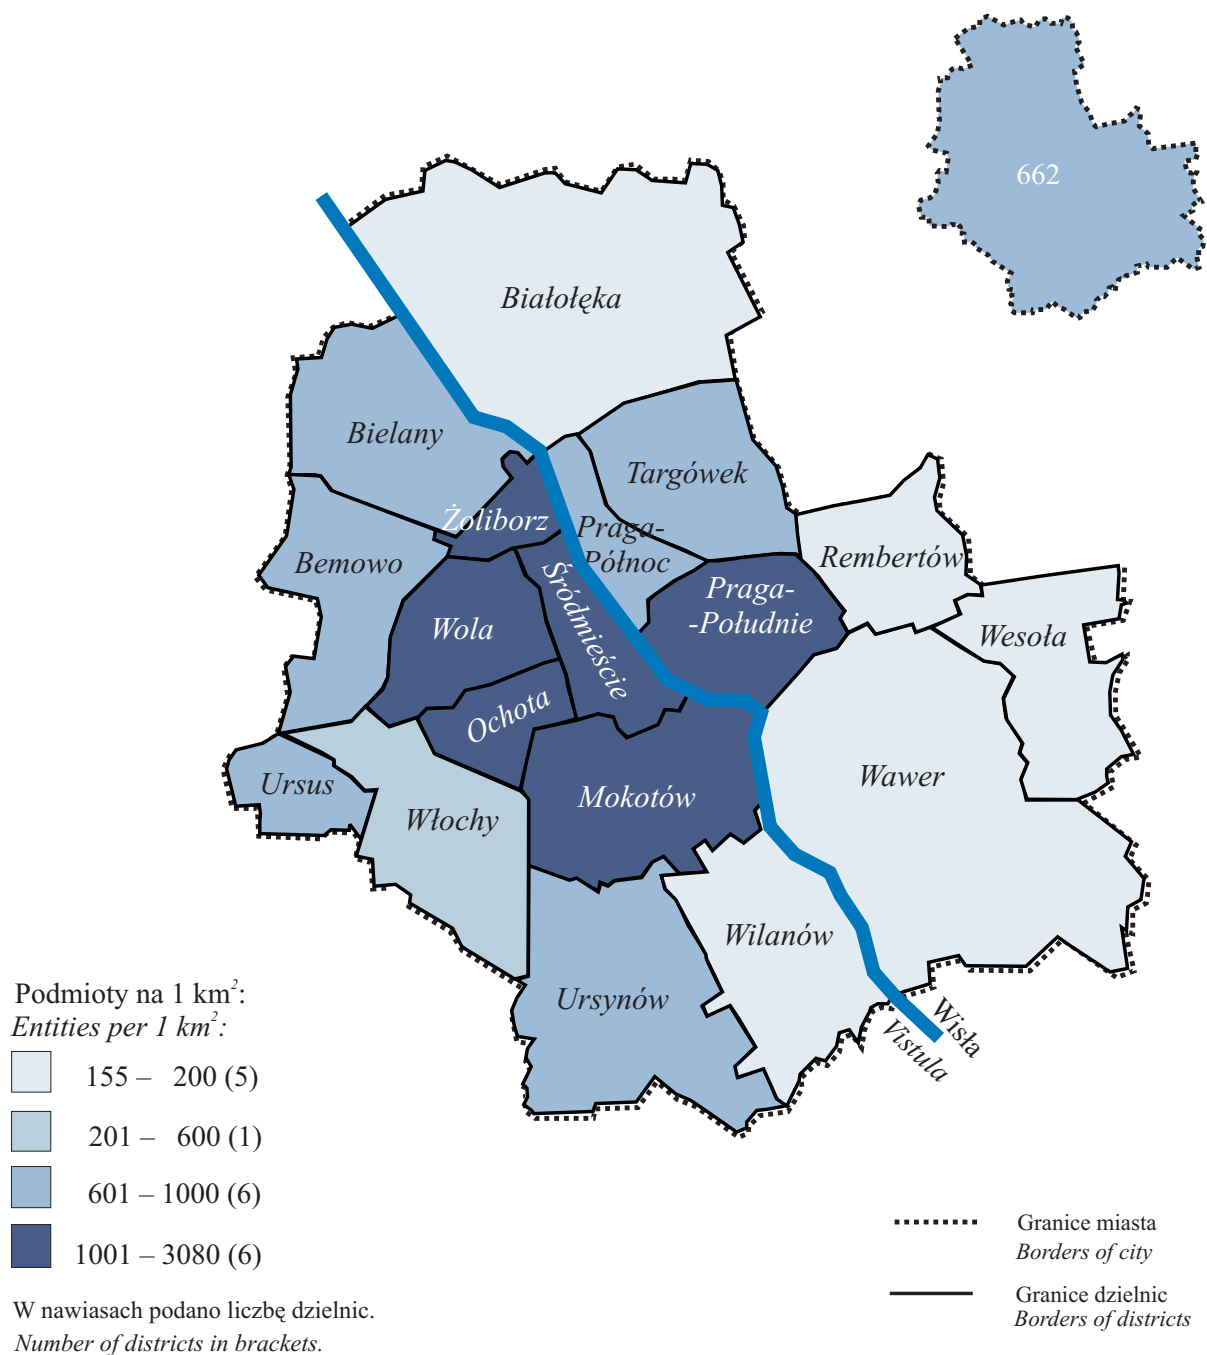 662
Białołęka
Bielany
Targówek
Żoliborz
Praga-
Północ
Rembertów
Bemowo
Śródmieście
Praga-
-Południe
Wola
Wesoła
Ochota
Wawer
Ursus
Mokotów
Włochy
Wilanów
Ursynów
Wisła
Vistula
Podmioty na 1 km²:
Entities per 1 km²:
155 – 200 (5)
201 – 600 (1)
601 – 1000 (6)
1001 – 3080 (6)
W nawiasach podano liczbę dzielnic.
Number of districts in brackets.
Granice miasta
Borders of city
Granice dzielnic
Borders of districts